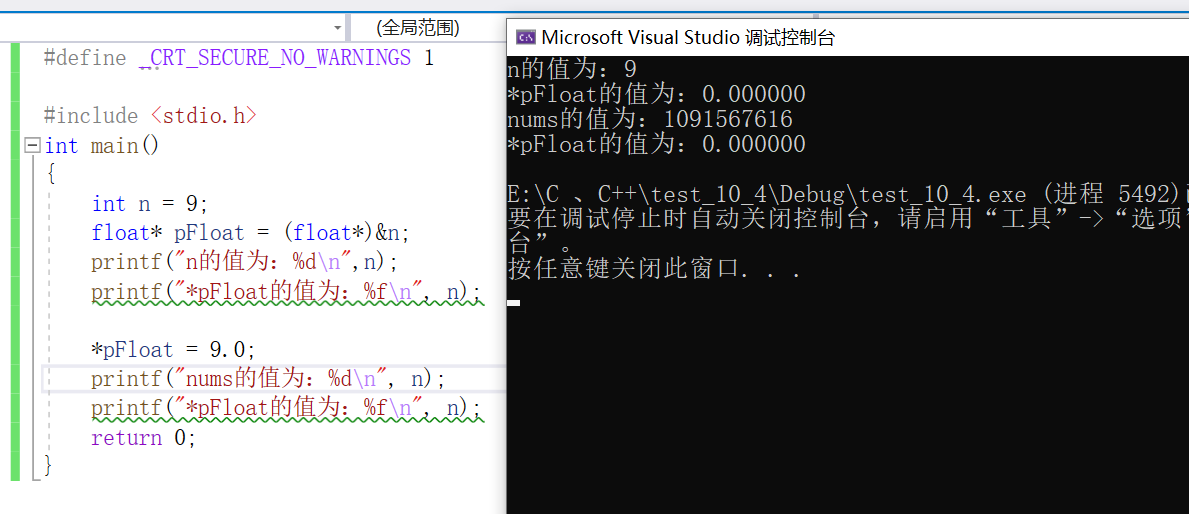 (全局范围)
#define _CRT_SECURE_NO_WARNINGS 1
#include <stdio.h>
int main()
{
int n = 9;
float* pFloat = (float*)&n;
printf("n的值为：%d\n",n);
printf("*pFloat的值为：%f\n", n);
*pFloat = 9.0;
printf("nums的值为：%d\n", n);
printf("*pFloat的值为：%f\n", n);
return 0;
}
Microsoft Visual Studio 调试控制台
n的值为：9
*pFloat的值为：0.000000
nums的值为：1091567616
*pFloat的值为：0.000000
E:\C 、C++\test_10_4\Debug\test_10_4.exe (进程 5492)
要在调试停止时自动关闭控制台，请启用“工具”->“选项”
台”。
按任意键关闭此窗口. . .